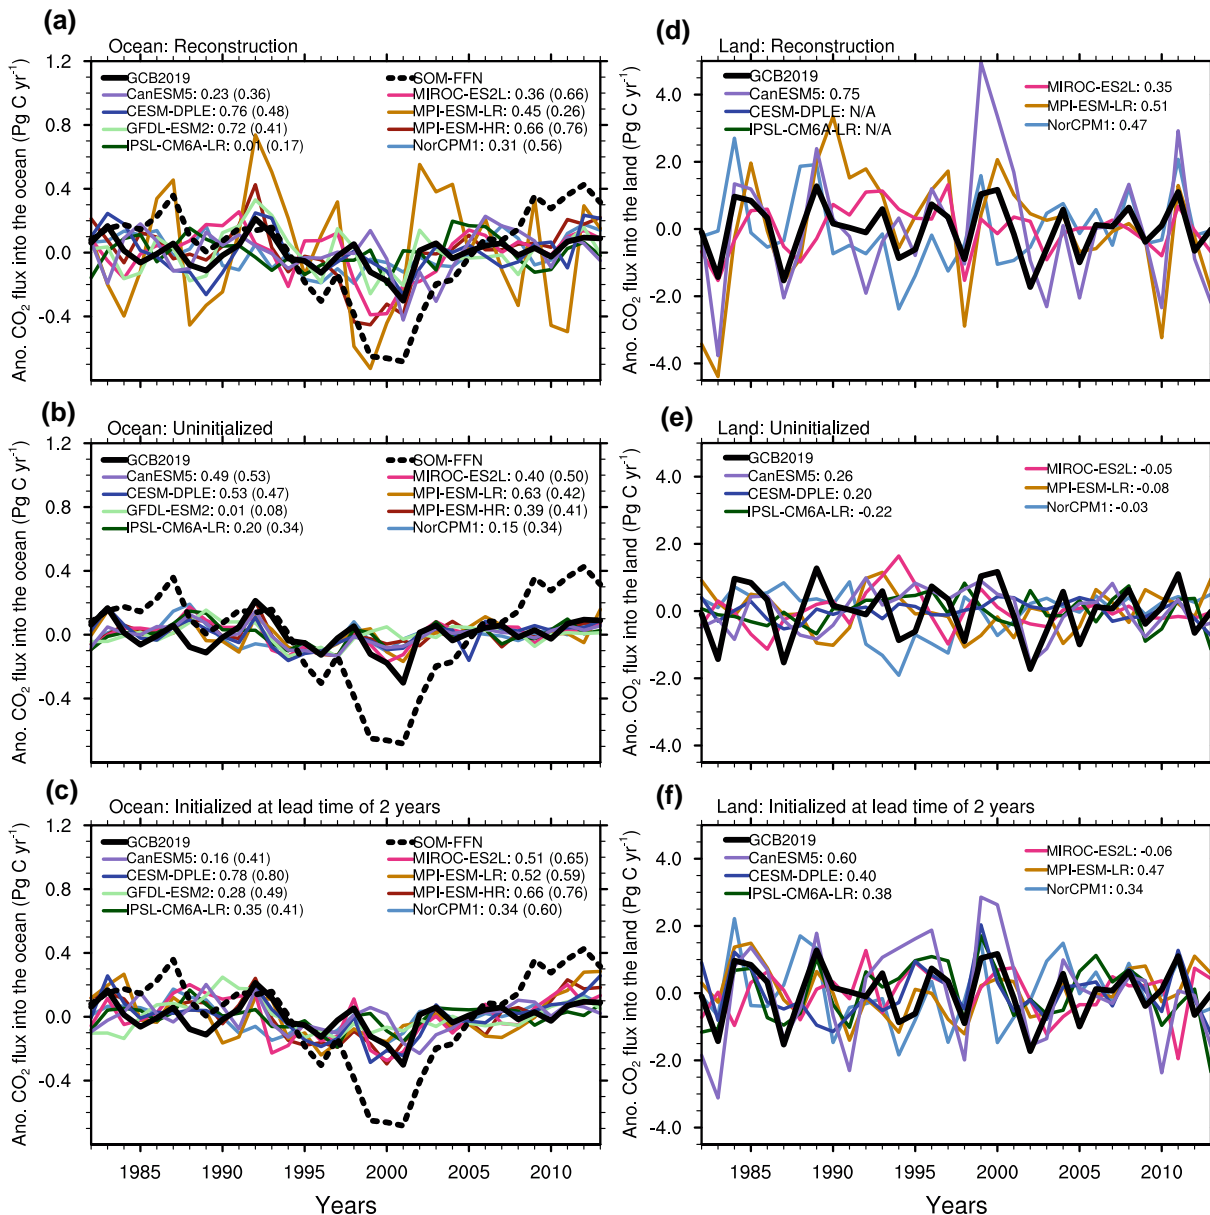 (a)
Ocean: Reconstruction
Ano. CO₂ flux into the ocean (Pg C yr⁻¹)
1.2
0.8
0.4
0.0
-0.4
GCB2019
CanESM5: 0.23 (0.36)
CESM-DPLE: 0.76 (0.48)
GFDL-ESM2: 0.72 (0.41)
IPSL-CM6A-LR: 0.01 (0.17)
SOM-FFN
MIROC-ES2L: 0.36 (0.66)
MPI-ESM-LR: 0.45 (0.26)
MPI-ESM-HR: 0.66 (0.76)
NorCPM1: 0.31 (0.56)
(d)
Land: Reconstruction
Ano. CO₂ flux into the land (Pg C yr⁻¹)
4.0
2.0
0.0
-2.0
-4.0
GCB2019
CanESM5: 0.75
CESM-DPLE: N/A
IPSL-CM6A-LR: N/A
MIROC-ES2L: 0.35
MPI-ESM-LR: 0.51
NorCPM1: 0.47
(b)
Ocean: Uninitialized
Ano. CO₂ flux into the ocean (Pg C yr⁻¹)
1.2
0.8
0.4
0.0
-0.4
GCB2019
CanESM5: 0.49 (0.53)
CESM-DPLE: 0.53 (0.47)
GFDL-ESM2: 0.01 (0.08)
IPSL-CM6A-LR: 0.20 (0.34)
SOM-FFN
MIROC-ES2L: 0.40 (0.50)
MPI-ESM-LR: 0.63 (0.42)
MPI-ESM-HR: 0.39 (0.41)
NorCPM1: 0.15 (0.34)
(e)
Land: Uninitialized
Ano. CO₂ flux into the land (Pg C yr⁻¹)
4.0
2.0
0.0
-2.0
-4.0
GCB2019
CanESM5: 0.26
CESM-DPLE: 0.20
IPSL-CM6A-LR: -0.22
MIROC-ES2L: -0.05
MPI-ESM-LR: -0.08
NorCPM1: -0.03
(c)
Ocean: Initialized at lead time of 2 years
Ano. CO₂ flux into the ocean (Pg C yr⁻¹)
1.2
0.8
0.4
0.0
-0.4
GCB2019
CanESM5: 0.16 (0.41)
CESM-DPLE: 0.78 (0.80)
GFDL-ESM2: 0.28 (0.49)
IPSL-CM6A-LR: 0.35 (0.41)
SOM-FFN
MIROC-ES2L: 0.51 (0.65)
MPI-ESM-LR: 0.52 (0.59)
MPI-ESM-HR: 0.66 (0.76)
NorCPM1: 0.34 (0.60)
1985 1990 1995 2000 2005 2010
Years
(f)
Land: Initialized at lead time of 2 years
Ano. CO₂ flux into the land (Pg C yr⁻¹)
4.0
2.0
0.0
-2.0
-4.0
GCB2019
CanESM5: 0.60
CESM-DPLE: 0.40
IPSL-CM6A-LR: 0.38
MIROC-ES2L: -0.06
MPI-ESM-LR: 0.47
NorCPM1: 0.34
1985 1990 1995 2000 2005 2010
Years